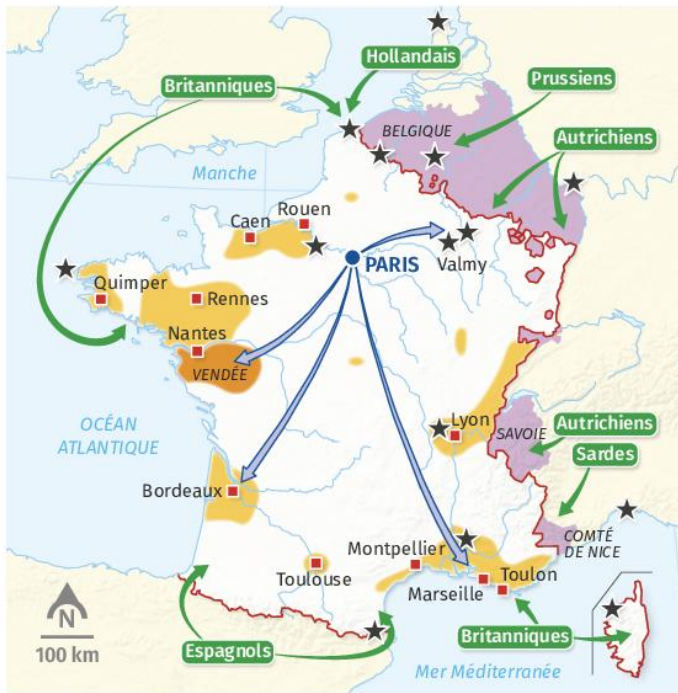 Hollandais
Britanniques
Prussiens
BELGIQUE
Autrichiens
Manche
Rouen
Caen
PARIS
Valmy
Quimper
Rennes
Nantes
VENDÉE
OCÉAN
ATLANTIQUE
Lyon
SAVOIE
Autrichiens
Sardes
Bordeaux
COMTÉ
DE NICE
Montpellier
Toulouse
Toulon
Marseille
N
100 km
Espagnols
Britanniques
Mer Méditerranée